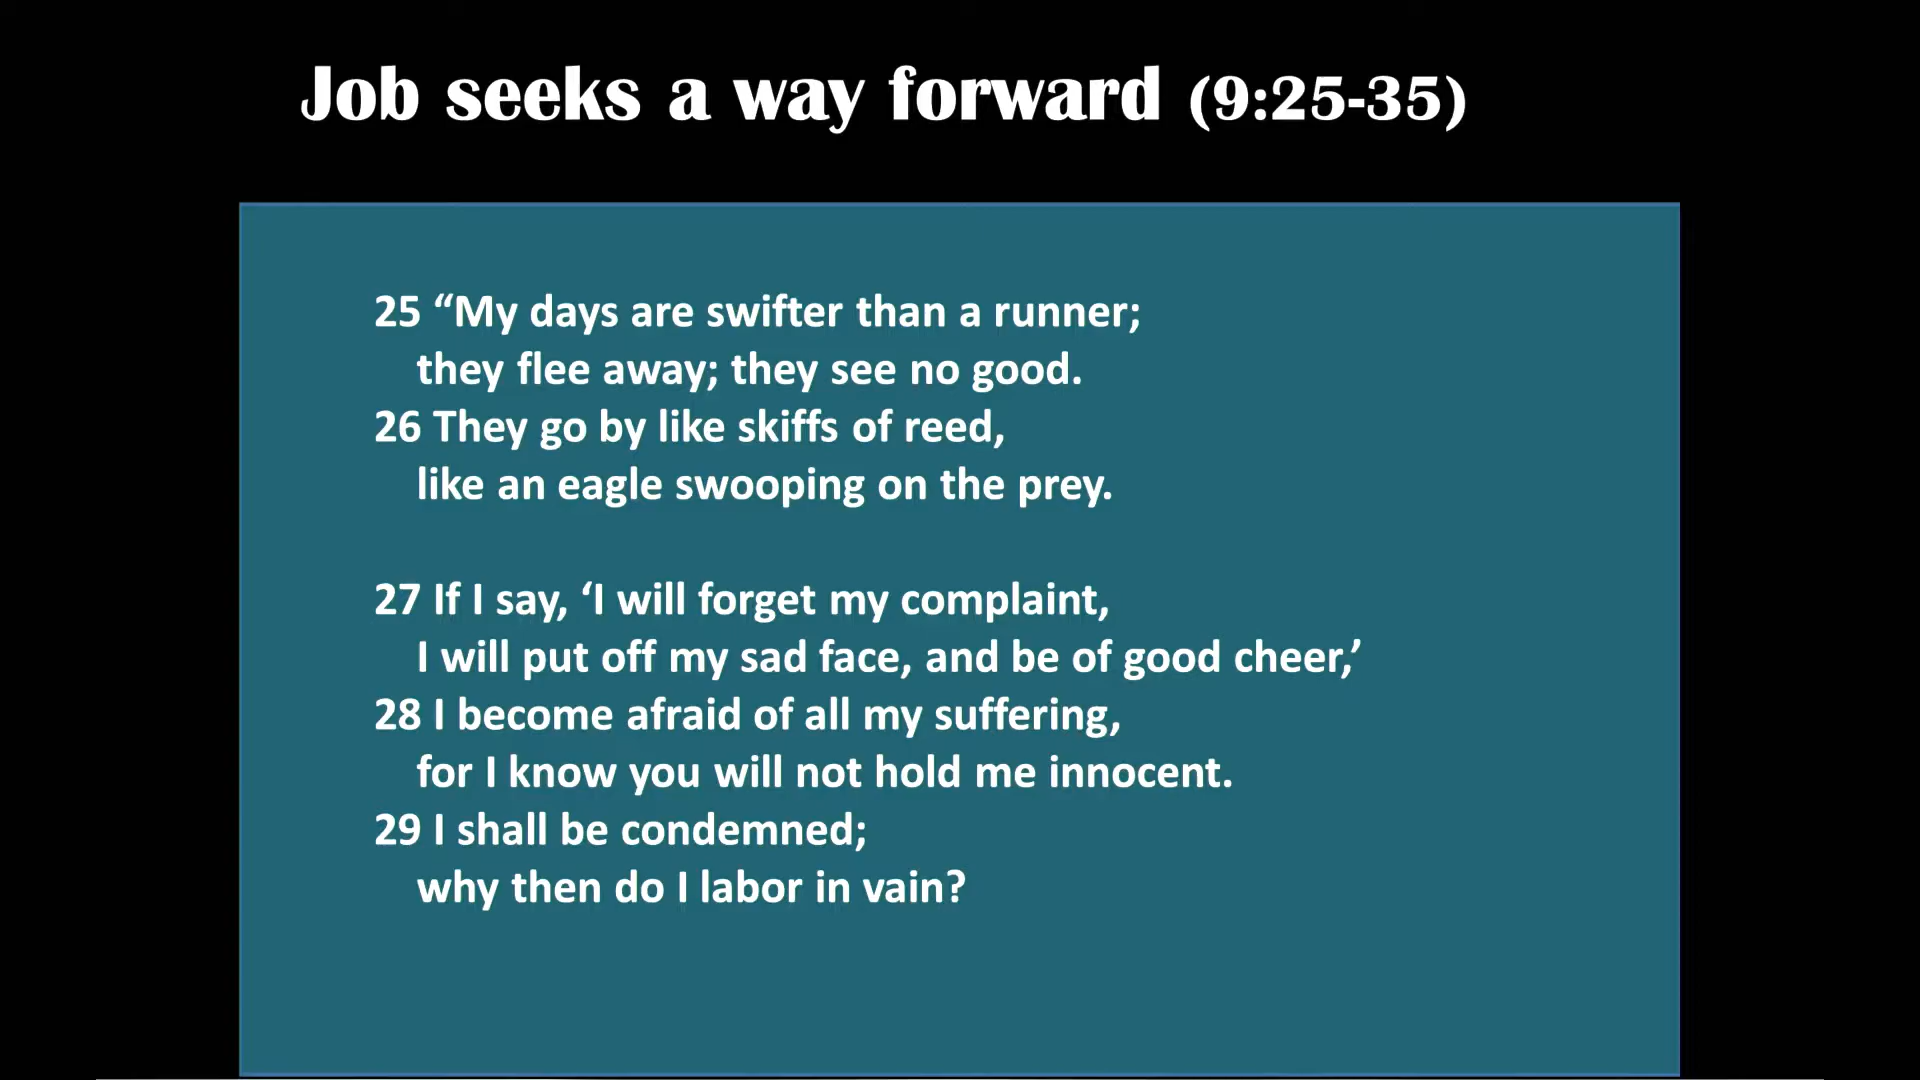 Job seeks a way forward (9:25-35)
25 “My days are swifter than a runner;
they flee away; they see no good.
26 They go by like skiffs of reed,
like an eagle swooping on the prey.
27 If I say, ‘I will forget my complaint,
I will put off my sad face, and be of good cheer,’
28 I become afraid of all my suffering,
for I know you will not hold me innocent.
29 I shall be condemned;
why then do I labor in vain?